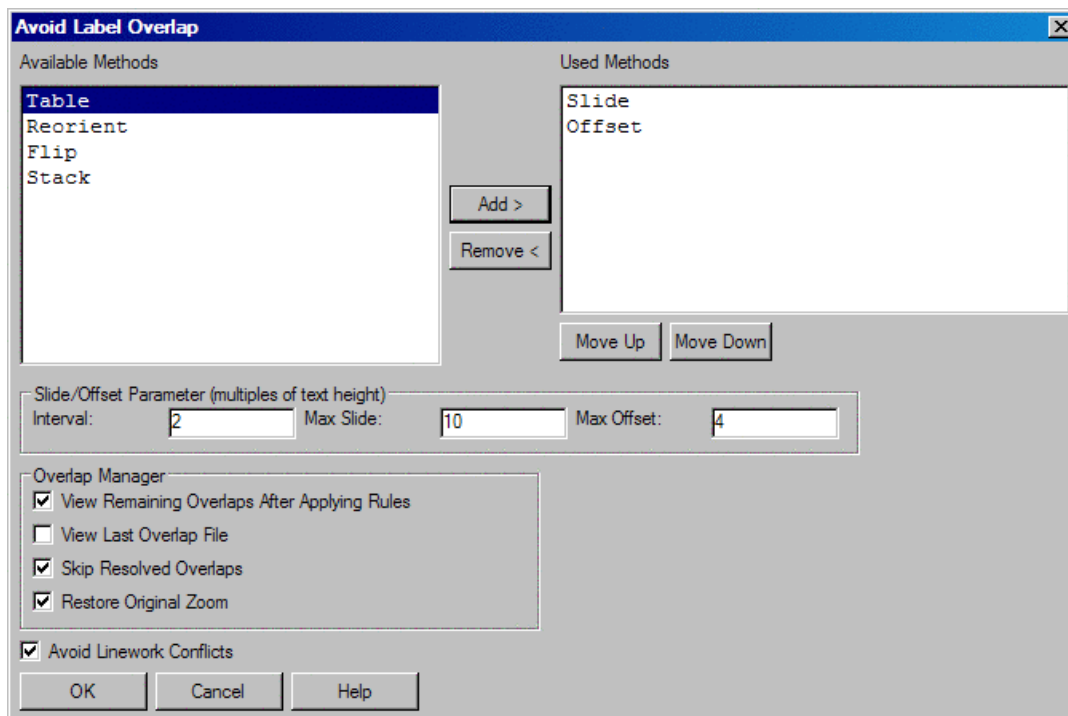 Avoid Label Overlap
Available Methods
Used Methods
Table
Reorient
Flip
Stack
Add >
Remove <
Slide
Offset
Move Up
Move Down
Slide/Offset Parameter (multiples of text height)
Interval: 2 Max Slide: 10 Max Offset: 4
Overlap Manager
View Remaining Overlaps After Applying Rules
View Last Overlap File
Skip Resolved Overlaps
Restore Original Zoom
Avoid Linework Conflicts
OK
Cancel
Help